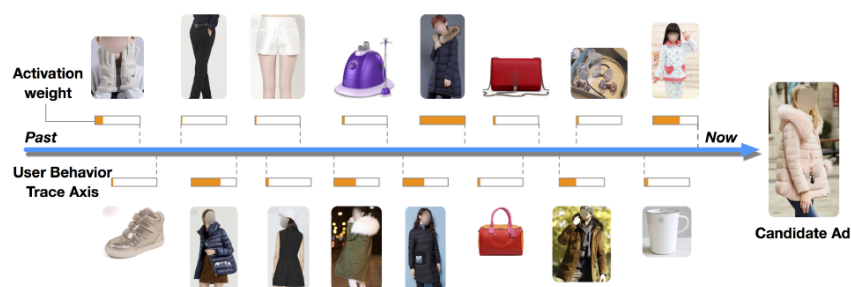 Activation
weight
Past
Now
User Behavior
Trace Axis
Candidate Ad